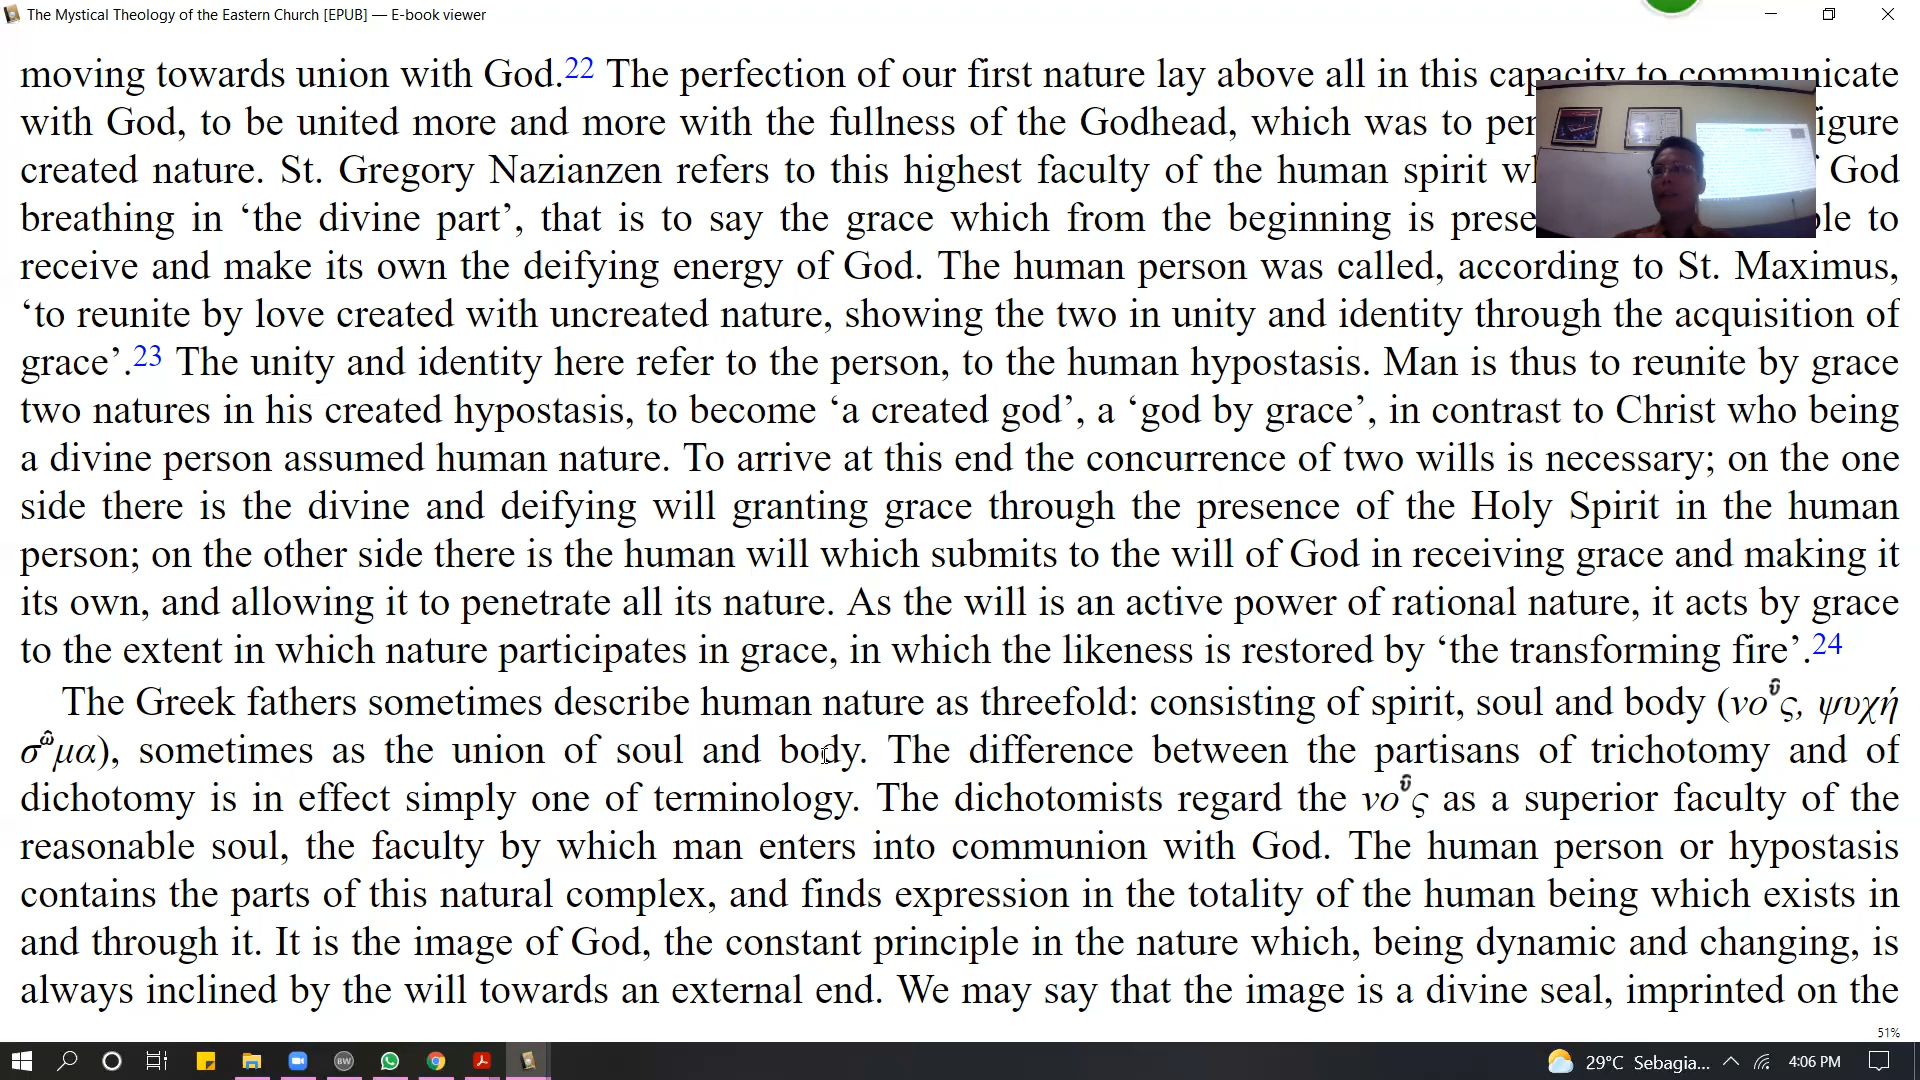 The Mystical Theology of the Eastern Church [EPUB] — E-book viewer
moving towards union with God.22 The perfection of our first nature lay above all in this capacity to communicate
with God, to be united more and more with the fullness of the Godhead, which was to
created nature. St. Gregory Nazianzen refers to this highest faculty of the human spirit God
breathing in ‘the divine part’, that is to say the grace which from the beginning is to
receive and make its own the deifying energy of God. The human person was called, according to St. Maximus,
‘to reunite by love created with uncreated nature, showing the two in unity and identity through the acquisition of
grace’.23 The unity and identity here refer to the person, to the human hypostasis. Man is thus to reunite by grace
two natures in his created hypostasis, to become ‘a created god’, a ‘god by grace’, in contrast to Christ who being
a divine person assumed human nature. To arrive at this end the concurrence of two wills is necessary; on the one
side there is the divine and deifying will granting grace through the presence of the Holy Spirit in the human
person; on the other side there is the human will which submits to the will of God in receiving grace and making it
its own, and allowing it to penetrate all its nature. As the will is an active power of rational nature, it acts by grace
to the extent in which nature participates in grace, in which the likeness is restored by ‘the transforming fire’.24
The Greek fathers sometimes describe human nature as threefold: consisting of spirit, soul and body (νοῦς, ψυχή
σῶμα), sometimes as the union of soul and body. The difference between the partisans of trichotomy and of
dichotomy is in effect simply one of terminology. The dichotomists regard the νοῦς as a superior faculty of the
reasonable soul, the faculty by which man enters into communion with God. The human person or hypostasis
contains the parts of this natural complex, and finds expression in the totality of the human being which exists in
and through it. It is the image of God, the constant principle in the nature which, being dynamic and changing, is
always inclined by the will towards an external end. We may say that the image is a divine seal, imprinted on the
51%
BW 29°C Sebagia... 4:06 PM